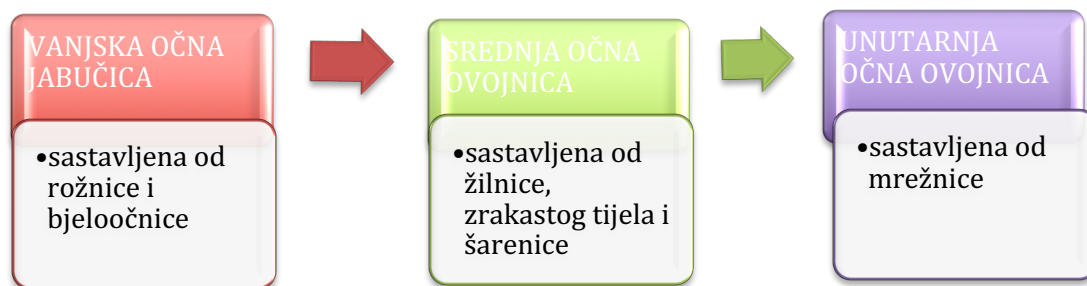 VANJSKA OČNA
JABUČICA
•sastavljena od
rožnice i
bjeloočnice
SREDNJA OČNA
OVOJNICA
•sastavljena od
žilnice,
zrakastog tijela i
šarenice
UNUTARNJA
OČNA OVOJNICA
•sastavljena od
mrežnice